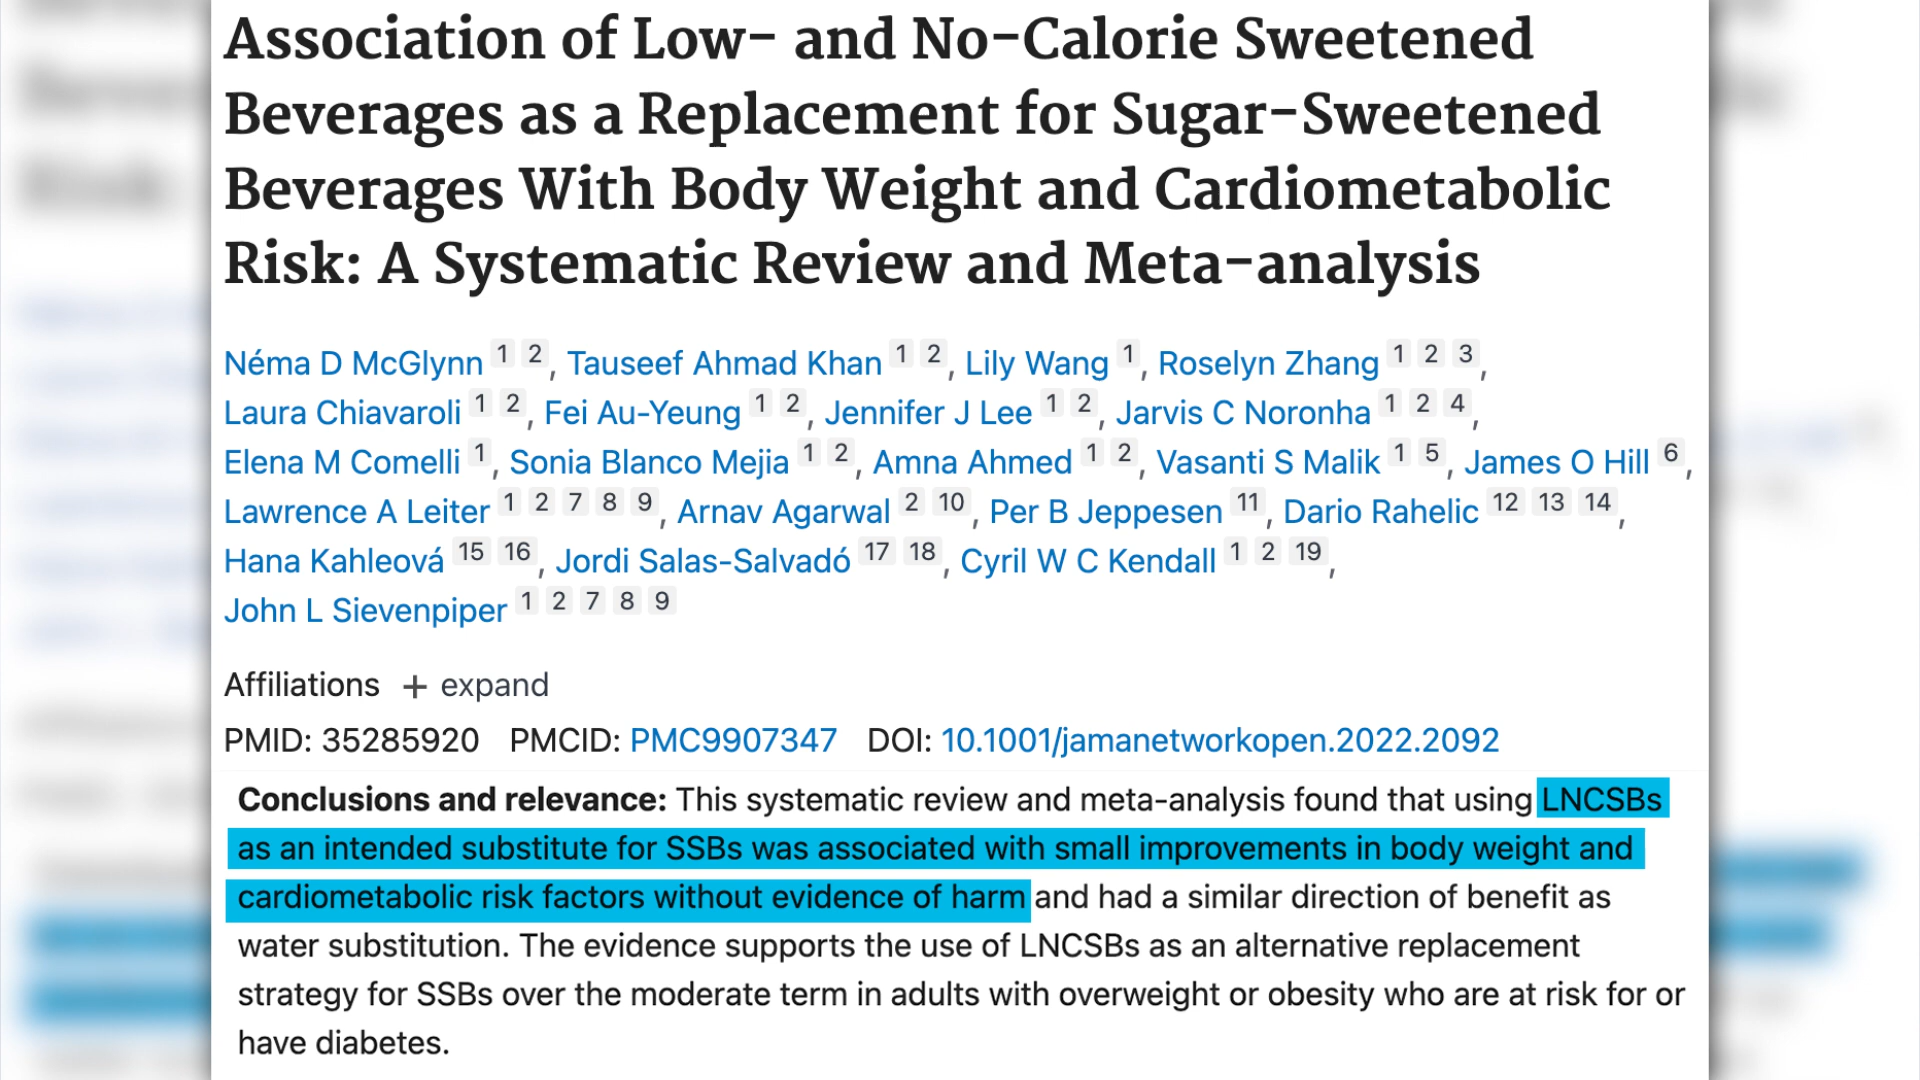 Association of Low- and No-Calorie Sweetened
Beverages as a Replacement for Sugar-Sweetened
Beverages With Body Weight and Cardiometabolic
Risk: A Systematic Review and Meta-analysis
Néma D McGlynn 1 2, Tauseef Ahmad Khan 1 2, Lily Wang 1, Roselyn Zhang 1 2 3,
Laura Chiavaroli 1 2, Fei Au-Yeung 1 2, Jennifer J Lee 1 2, Jarvis C Noronha 1 2 4,
Elena M Comelli 1, Sonia Blanco Mejia 1 2, Amna Ahmed 1 2, Vasanti S Malik 1 5, James O Hill 6,
Lawrence A Leiter 1 2 7 8 9, Arnav Agarwal 2 10, Per B Jeppesen 11, Dario Rahelic 12 13 14,
Hana Kahleová 15 16, Jordi Salas-Salvadó 17 18, Cyril W C Kendall 1 2 19,
John L Sievenpiper 1 2 7 8 9
Affiliations + expand
PMID: 35285920 PMCID: PMC9907347 DOI: 10.1001/jamanetworkopen.2022.2092
Conclusions and relevance: This systematic review and meta-analysis found that using LNCSBs
as an intended substitute for SSBs was associated with small improvements in body weight and
cardiometabolic risk factors without evidence of harm and had a similar direction of benefit as
water substitution. The evidence supports the use of LNCSBs as an alternative replacement
strategy for SSBs over the moderate term in adults with overweight or obesity who are at risk for or
have diabetes.